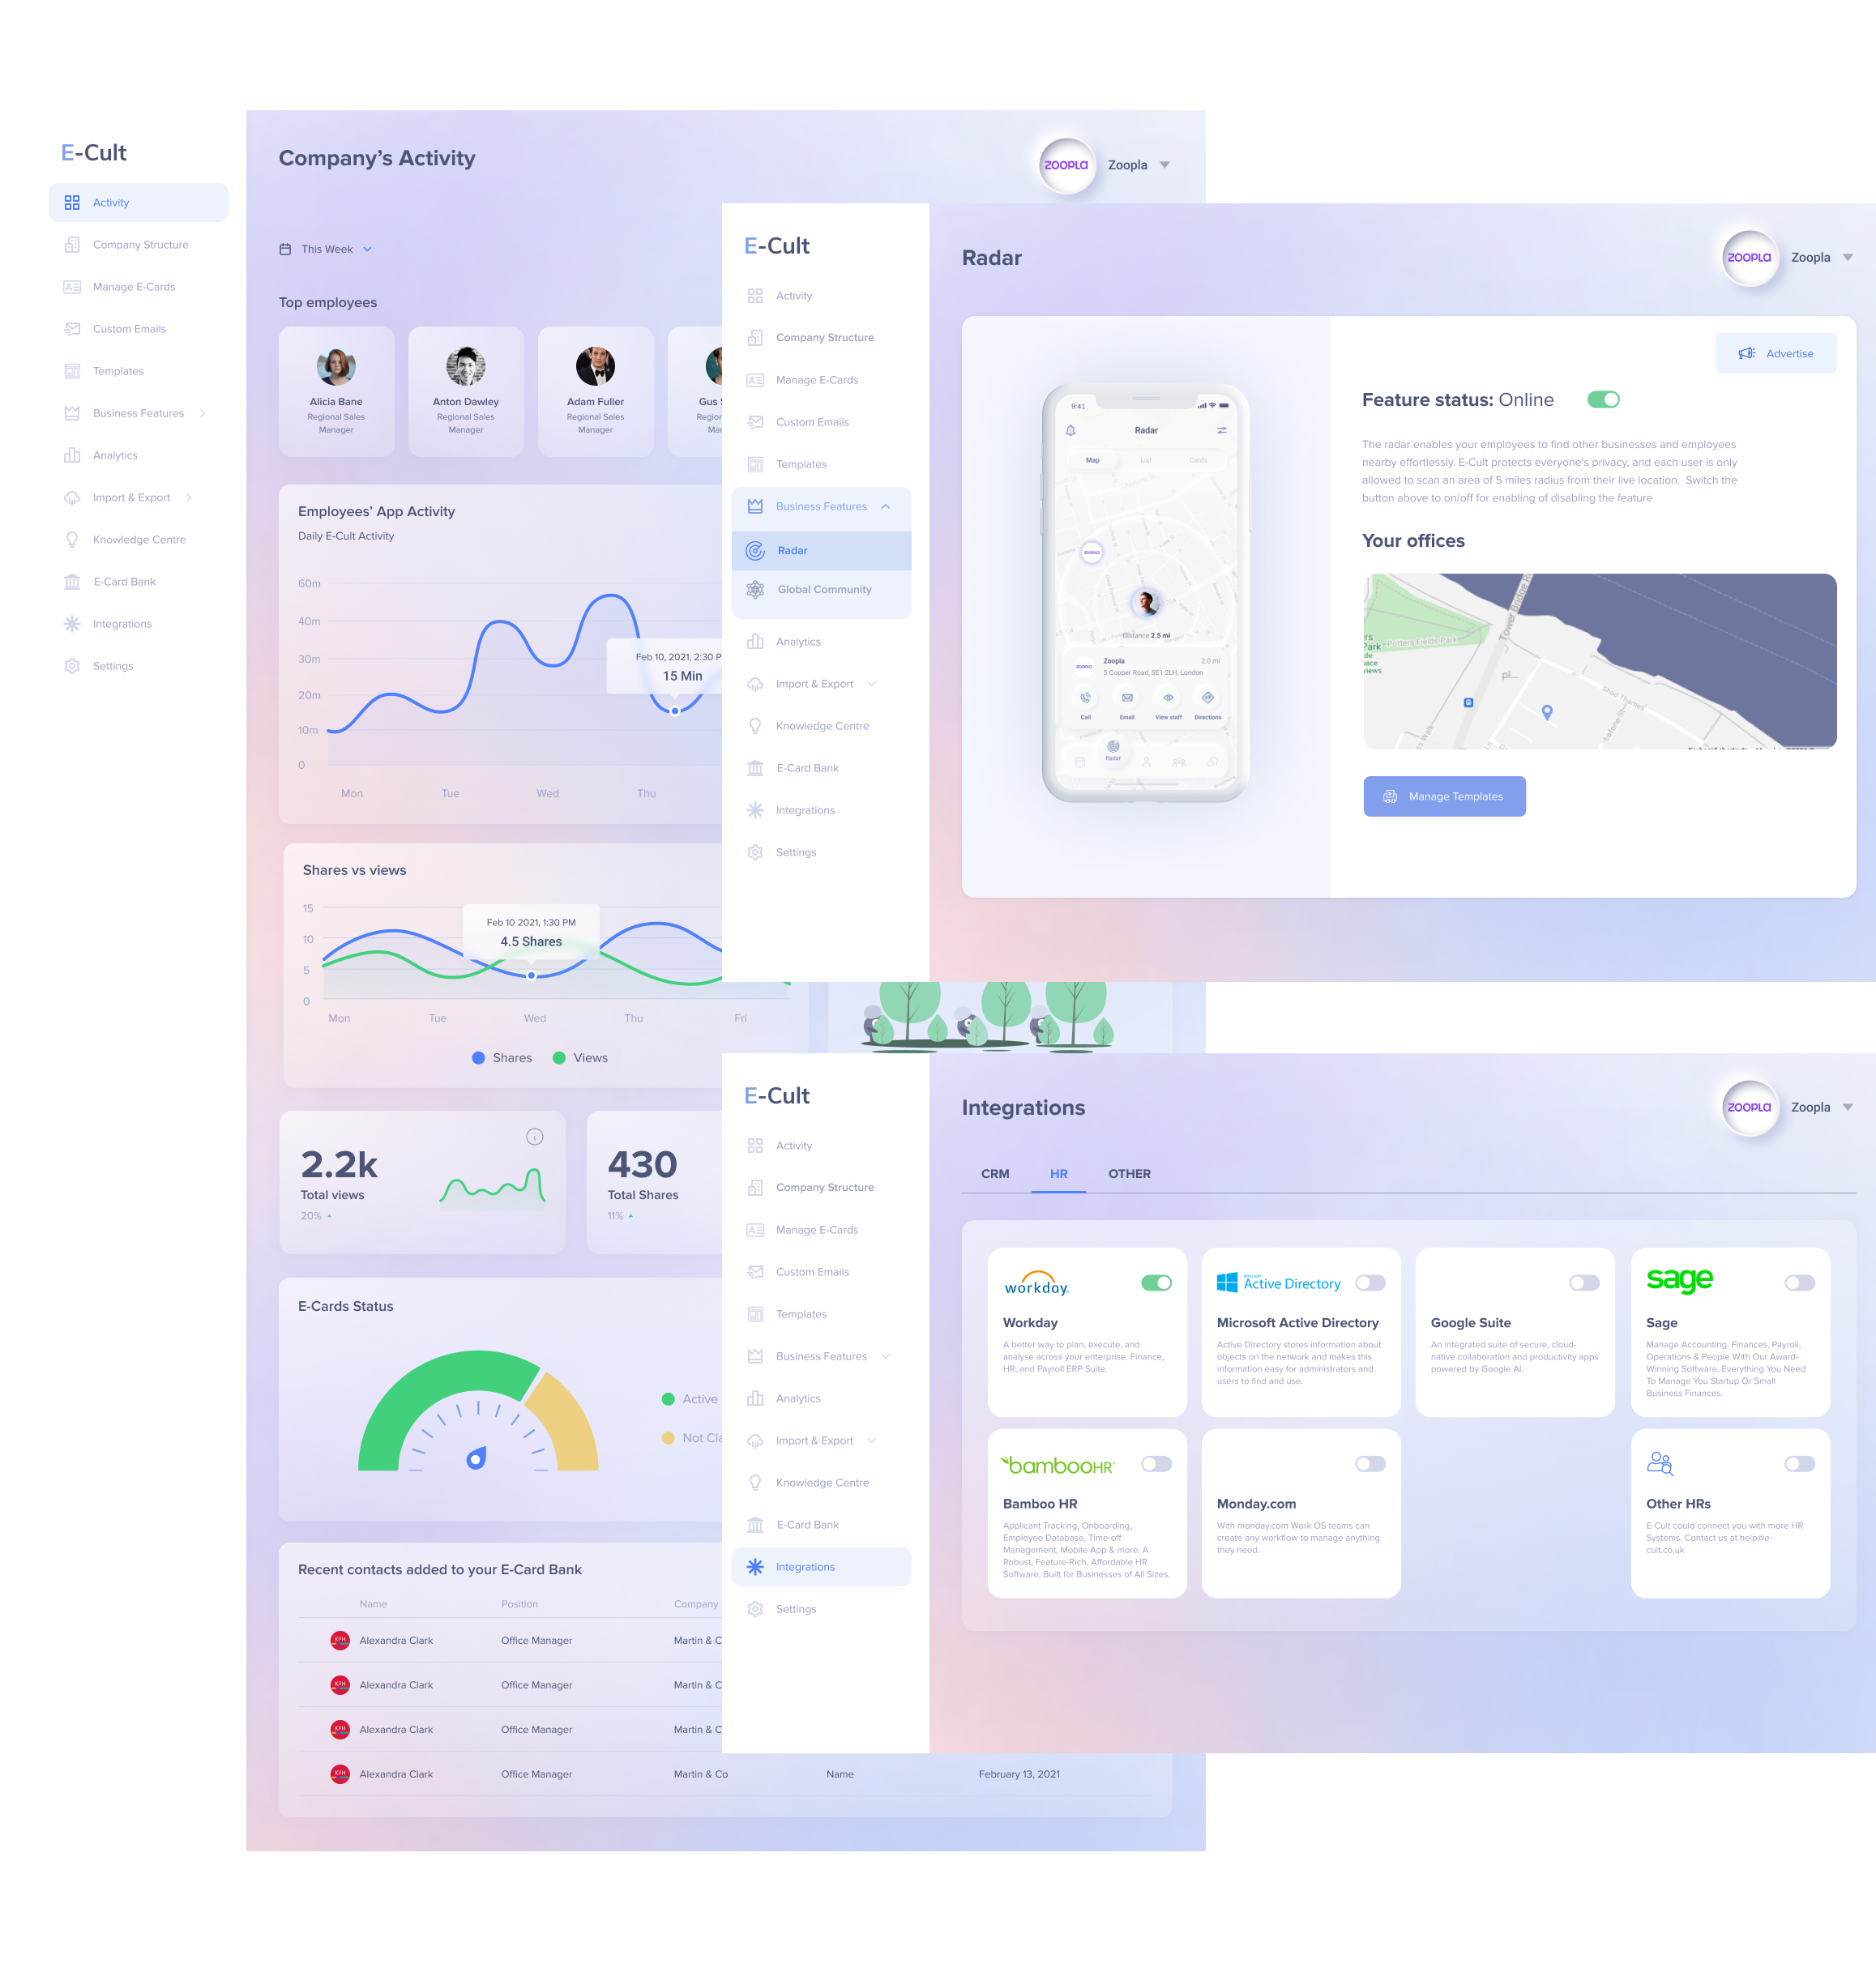 E-Cult
Activity
Company Structure
Manage E-Cards
Custom Emails
Templates
Business Features
Analytics
Import & Export
Knowledge Centre
E-Card Bank
Integrations
Settings
Company's Activity
ZOOPLA
Zoopla
This Week
Top employees
Alicia Bane
Regional Sales
Manager
Anton Dawley
Regional Sales
Manager
Adam Fuller
Regional Sales
Manager
Gus
Employees' App Activity
Daily E-Cult Activity
60m
40m
30m
20m
10m
0
Feb 10, 2021, 2:30 P
15 Min
Mon
Tue
Wed
Thu
Shares vs views
15
10
5
0
Feb 10 2021, 1:30 PM
4.5 Shares
Mon
Tue
Wed
Thu
Fri
Shares
Views
2.2k
Total views
20%
430
Total Shares
11%
E-Cards Status
Active
Not Cla
Recent contacts added to your E-Card Bank
Name
Position
Company
KFH
Alexandra Clark
Office Manager
Martin & C
KFH
Alexandra Clark
Office Manager
Martin & C
KFH
Alexandra Clark
Office Manager
Martin & C
KFH
Alexandra Clark
Office Manager
Martin & Co
Name
February 13, 2021
E-Cult
Activity
Company Structure
Manage E-Cards
Custom Emails
Templates
Business Features
Radar
Global Community
Analytics
Import & Export
Knowledge Centre
E-Card Bank
Integrations
Settings
Radar
ZOOPLA
Zoopla
9:41
Radar
Map
List
Cards
ZOOPLA
Distance 2.5 mi
ZOOPLA
Zoopla
2.0 mi
5 Copper Road, SE1 2LH, London
Call
Email
View staff
Directions
Radar
Advertise
Feature status: Online
The radar enables your employees to find other businesses and employees
nearby effortlessly. E-Cult protects everyone's privacy, and each user is only
allowed to scan an area of 5 miles radius from their live location. Switch the
button above to on/off for enabling of disabling the feature
Your offices
Potters Fields Park
Park
views
Tower Bridge R
pi...
Shad Thames
Manage Templates
E-Cult
Activity
Company Structure
Manage E-Cards
Custom Emails
Templates
Business Features
Analytics
Import & Export
Knowledge Centre
E-Card Bank
Integrations
Settings
Integrations
ZOOPLA
Zoopla
CRM
HR
OTHER
workday.
Workday
A better way to plan, execute, and
analyse across your enterprise. Finance,
HR, and Payroll ERP Suite.
Microsoft
Active Directory
Microsoft Active Directory
Active Directory stores information about
objects on the network and makes this
information easy for administrators and
users to find and use.
Google Suite
An integrated suite of secure, cloud-
native collaboration and productivity apps
powered by Google AI.
sage
Sage
Manage Accounting, Finances, Payroll,
Operations & People With Our Award-
Winning Software. Everything You Need
To Manage You Startup Or Small
Business Finances.
bambooHR
Bamboo HR
Applicant Tracking, Onboarding,
Employee Database, Time-off
Management, Mobile App & more. A
Robust, Feature-Rich, Affordable HR
Software, Built for Businesses of All Sizes.
Monday.com
With monday.com Work OS teams can
create any workflow to manage anything
they need.
Other HRs
E-Cult could connect you with more HR
Systems. Contact us at help@e-
cult.co.uk